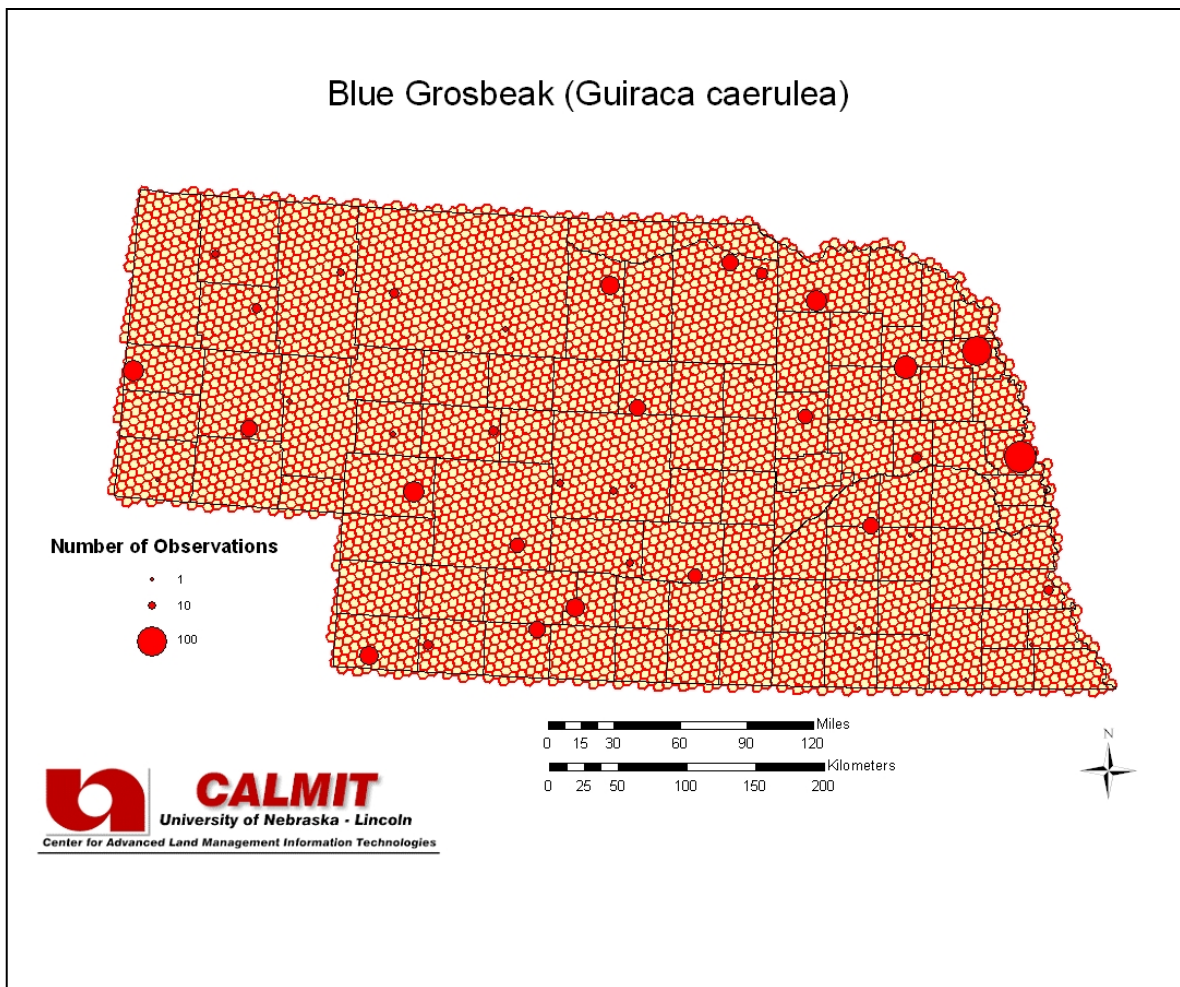 Blue Grosbeak (Guiraca caerulea)
Number of Observations
1
10
100
Miles
0 15 30 60 90 120
Kilometers
0 25 50 100 150 200
N
CALMIT
University of Nebraska - Lincoln
Center for Advanced Land Management Information Technologies